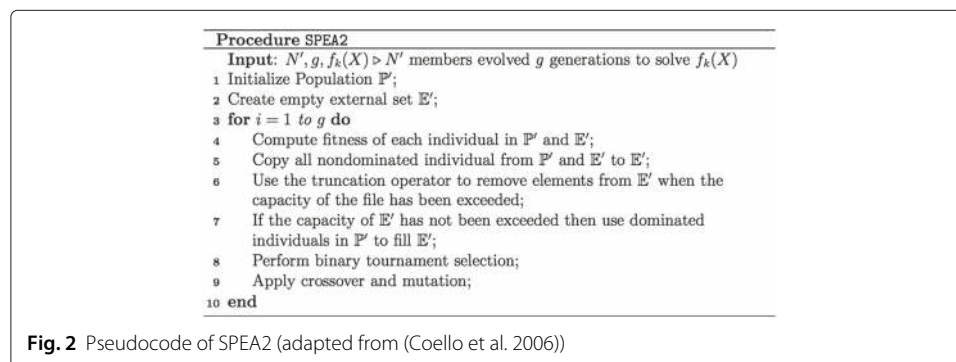 Procedure SPEA2
Input: N′, g, f_k(X) ▷ N′ members evolved g generations to solve f_k(X)
1 Initialize Population ℙ′;
2 Create empty external set 𝔼′;
3 for i = 1 to g do
4 Compute fitness of each individual in ℙ′ and 𝔼′;
5 Copy all nondominated individual from ℙ′ and 𝔼′ to 𝔼′;
6 Use the truncation operator to remove elements from 𝔼′ when the
capacity of the file has been exceeded;
7 If the capacity of 𝔼′ has not been exceeded then use dominated
individuals in ℙ′ to fill 𝔼′;
8 Perform binary tournament selection;
9 Apply crossover and mutation;
10 end
Fig. 2 Pseudocode of SPEA2 (adapted from (Coello et al. 2006))